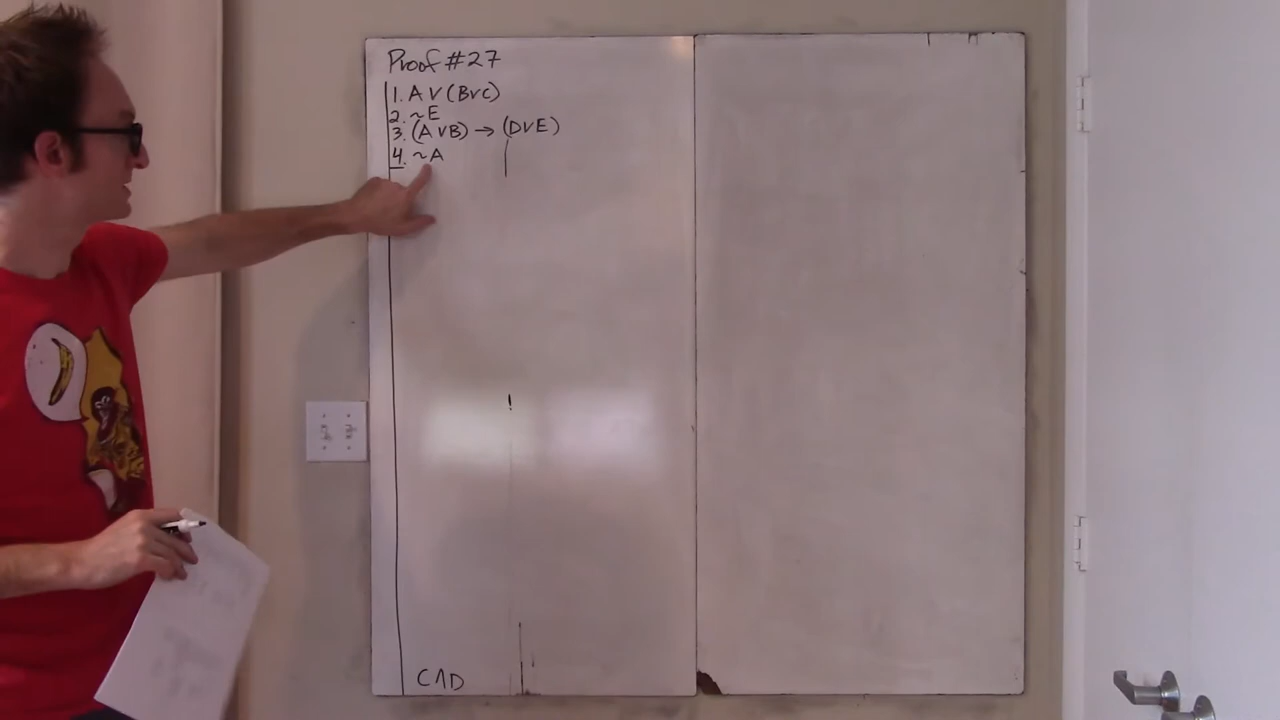 Proof #27
1. A ∨ (B∨C)
2. ~E
3. (A∨B) → (D∨E)
4. ~A
C∧D